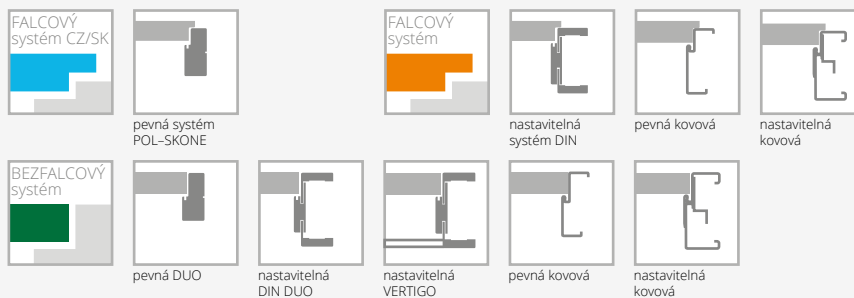 FALCOVÝ
systém CZ/SK
pevná systém
POL–SKONE
FALCOVÝ
systém
nastavitelná
systém DIN
pevná kovová
nastavitelná
kovová
BEZFALCOVÝ
systém
pevná DUO
nastavitelná
DIN DUO
nastavitelná
VERTIGO
pevná kovová
nastavitelná
kovová